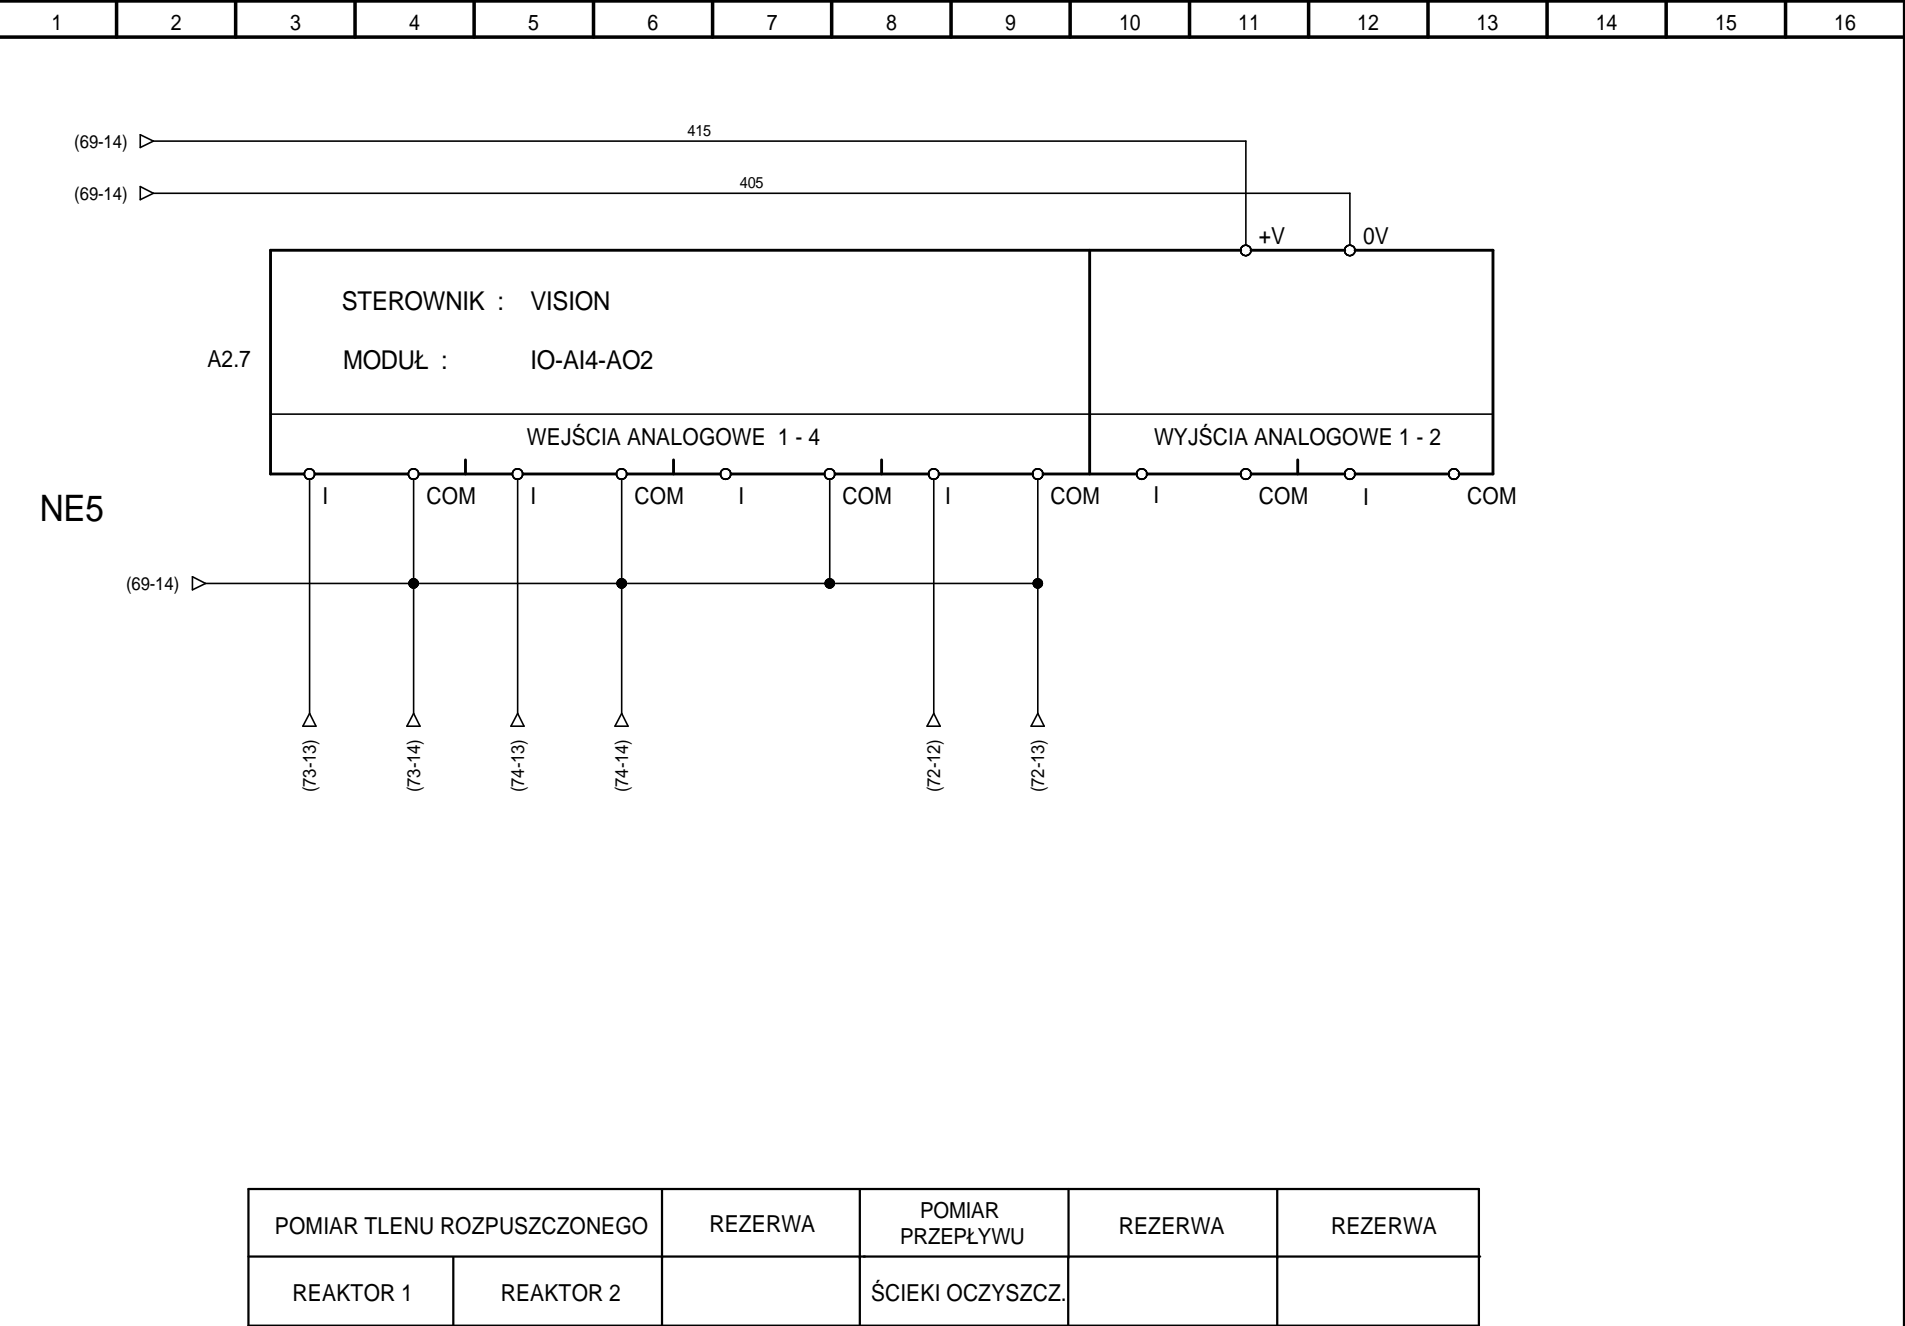 1 2 3 4 5 6 7 8 9 10 11 12 13 14 15 16
(69-14) 415
(69-14) 405
+V 0V
STEROWNIK : VISION
A2.7 MODUŁ : IO-AI4-AO2
WEJŚCIA ANALOGOWE 1 - 4 WYJŚCIA ANALOGOWE 1 - 2
I COM I COM I COM I COM I COM I COM
NE5
(69-14)
(73-13) (73-14) (74-13) (74-14) (72-12) (72-13)
POMIAR TLENU ROZPUSZCZONEGO REZERWA POMIAR
PRZEPŁYWU REZERWA REZERWA
REAKTOR 1 REAKTOR 2 ŚCIEKI OCZYSZCZ.